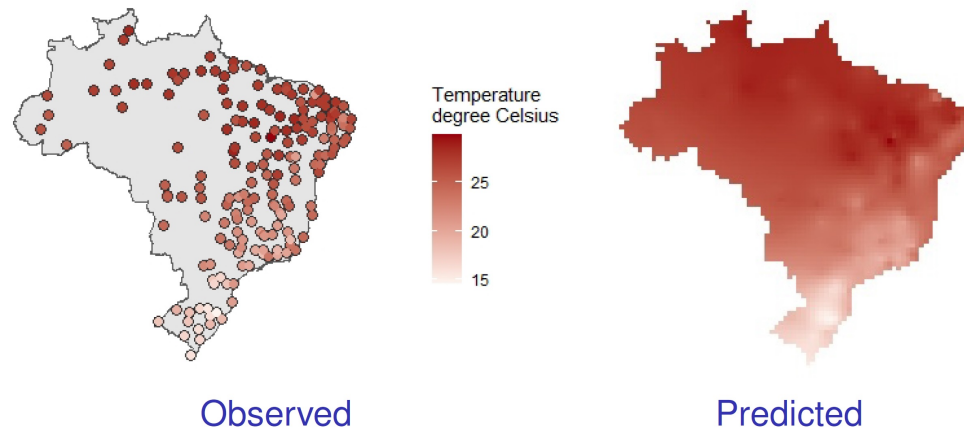 Temperature
degree Celsius
25
20
15
Observed
Predicted